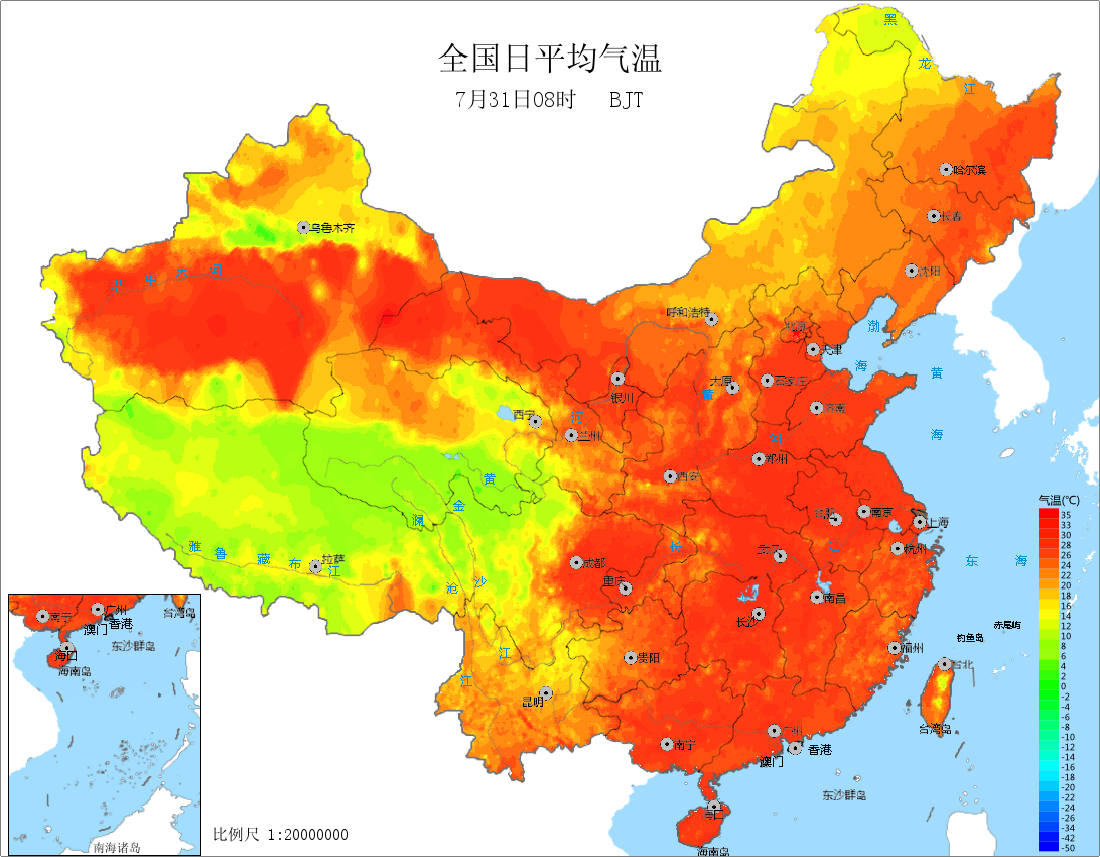 全国日平均气温
7月31日08时 BJT
黑
龙
江
哈尔滨
长春
乌鲁木齐
沈阳
河
木
里
呼和浩特
北京
渤
天津
海
黄
海
石家庄
黄
银川
济南
西宁
河
兰州
郑州
西安
黄
金
澜
合肥
南京
上海
雅
鲁
藏
布
江
拉萨
长
江
杭州
成都
重庆
沧
沙
东
海
南昌
长沙
赤尾屿
钓鱼岛
福州
贵阳
台北
江
江
昆明
台湾岛
南宁
广州
香港
澳门
东沙群岛
海口
海南岛
气温(℃)
35
33
30
28
26
24
22
20
18
16
14
12
10
8
6
4
2
0
-2
-4
-6
-8
-10
-12
-14
-16
-18
-20
-22
-24
-26
-34
-42
-50
南宁
广州
台湾岛
澳门
香港
东沙群岛
海口
海南岛
南海诸岛
比例尺 1:20000000